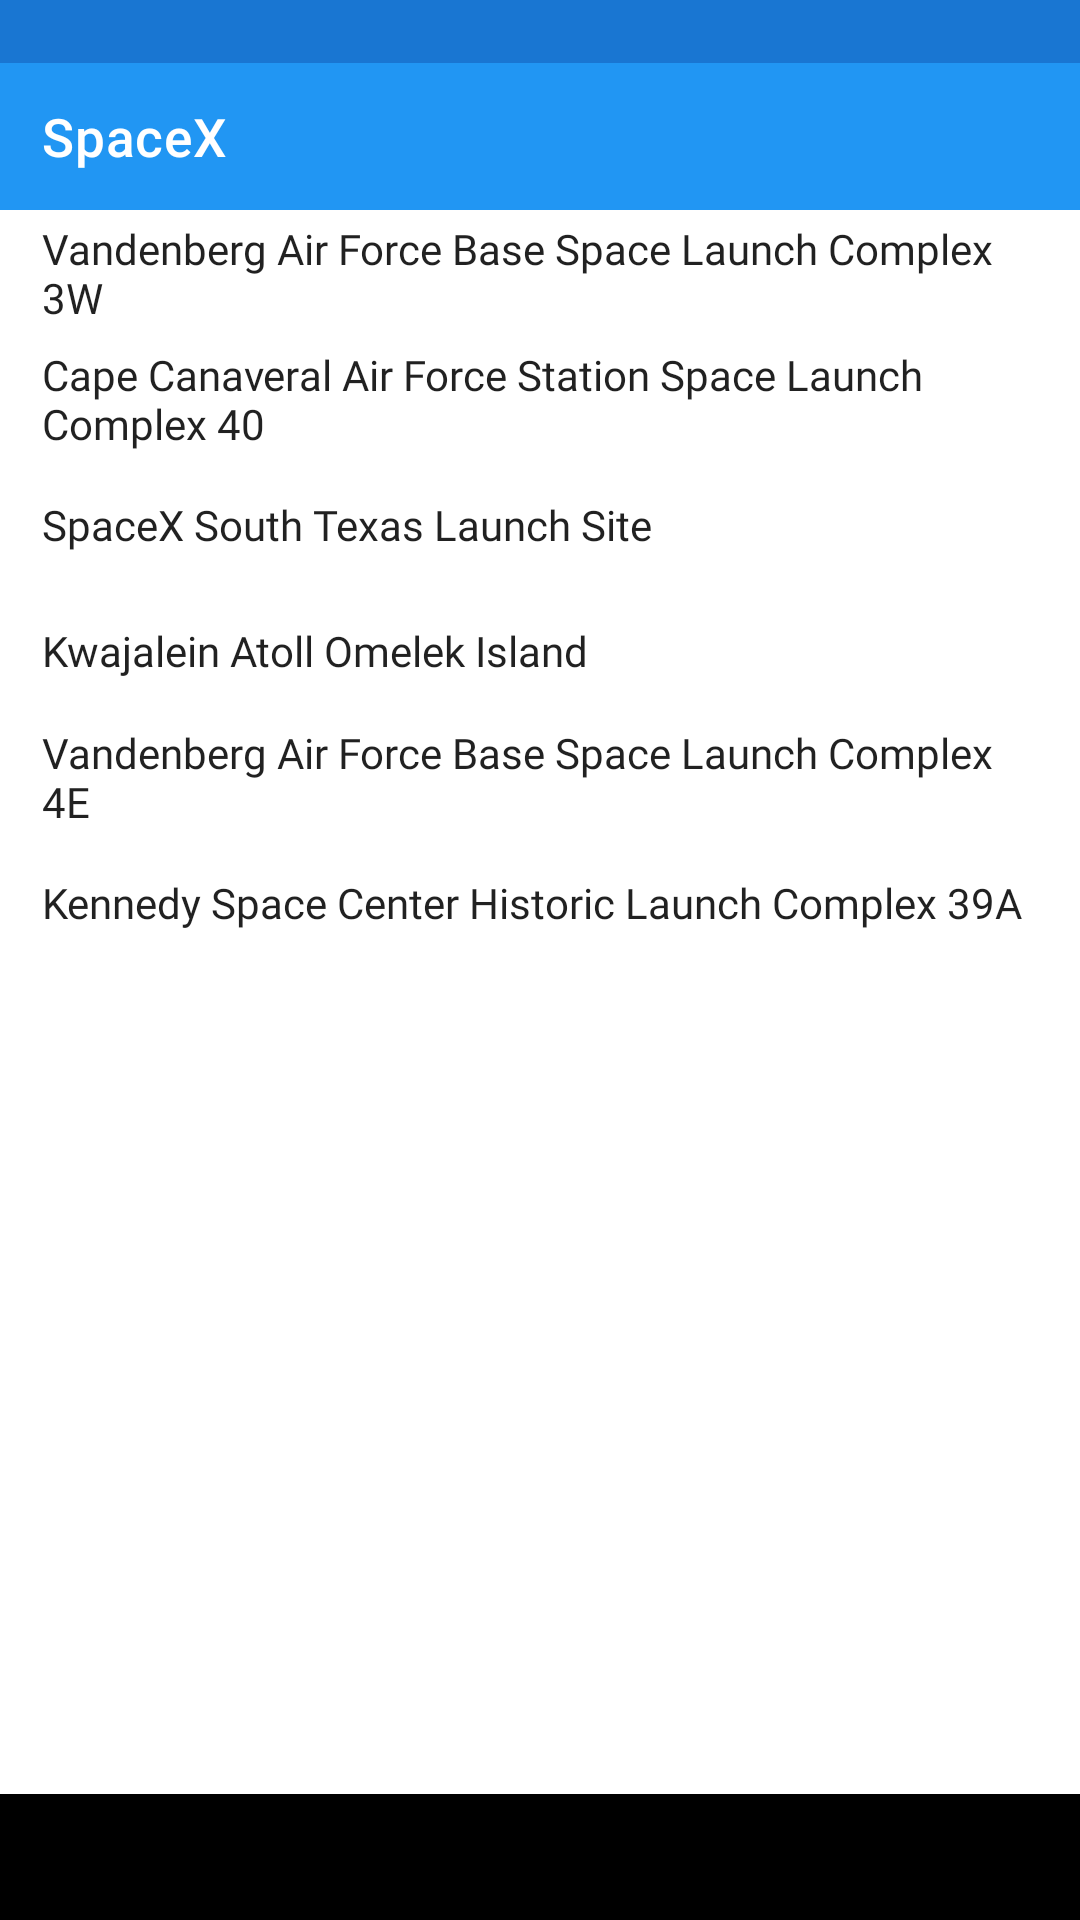 SpaceX
Vandenberg Air Force Base Space Launch Complex
3W
Cape Canaveral Air Force Station Space Launch
Complex 40
SpaceX South Texas Launch Site
Kwajalein Atoll Omelek Island
Vandenberg Air Force Base Space Launch Complex
4E
Kennedy Space Center Historic Launch Complex 39A